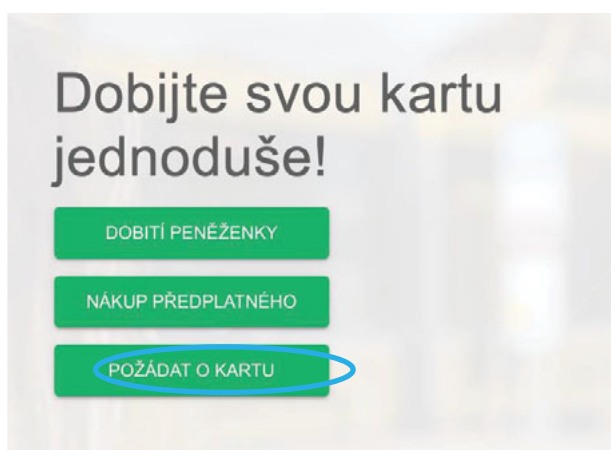 Dobijte svou kartu
jednoduše!
DOBITÍ PENĚŽENKY
NÁKUP PŘEDPLATNÉHO
POŽÁDAT O KARTU